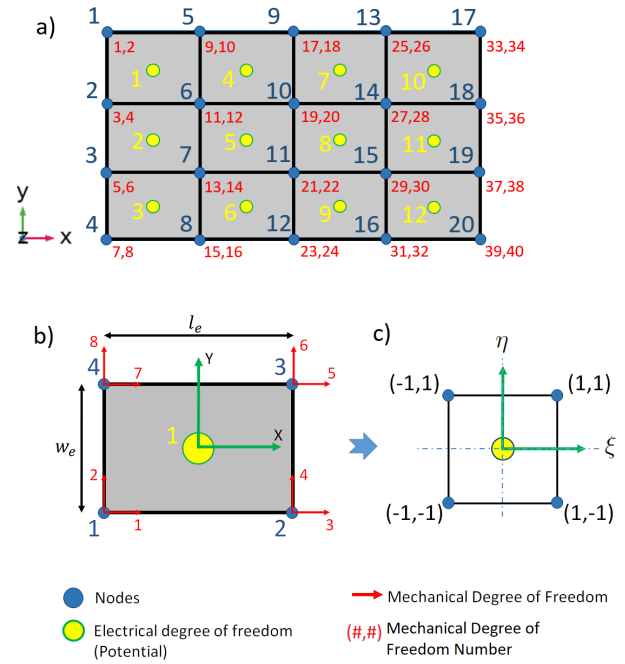 a)
1 5 9 13 17
1,2 9,10 17,18 25,26 33,34
1 4 7 10
2 6 10 14 18
3,4 11,12 19,20 27,28 35,36
2 5 8 11
3 7 11 15 19
5,6 13,14 21,22 29,30 37,38
3 6 9 12
4 8 12 16 20
7,8 15,16 23,24 31,32 39,40
y
z x
b)
l_e
8 6
4 3
7 5
Y
1
X
w_e
2 4
1 2
1 3
c)
η
(-1,1) (1,1)
ξ
(-1,-1) (1,-1)
Nodes
Mechanical Degree of Freedom
Electrical degree of freedom
(Potential)
(#,#) Mechanical Degree of
Freedom Number